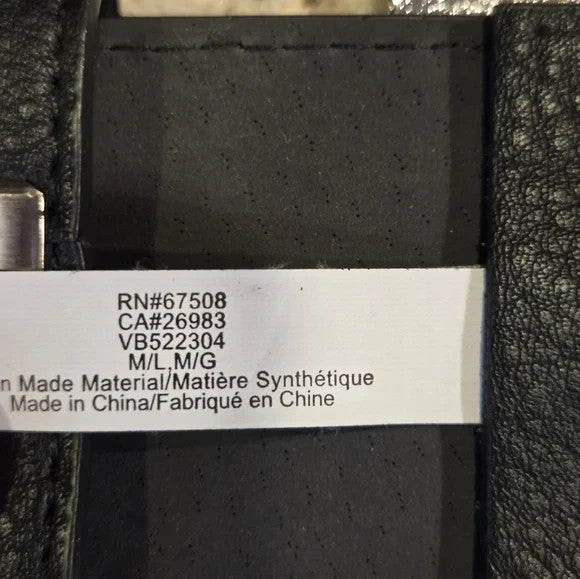 RN#67508
CA#26983
VB522304
M/L,M/G
n Made Material/Matière Synthétique
Made in China/Fabriqué en Chine